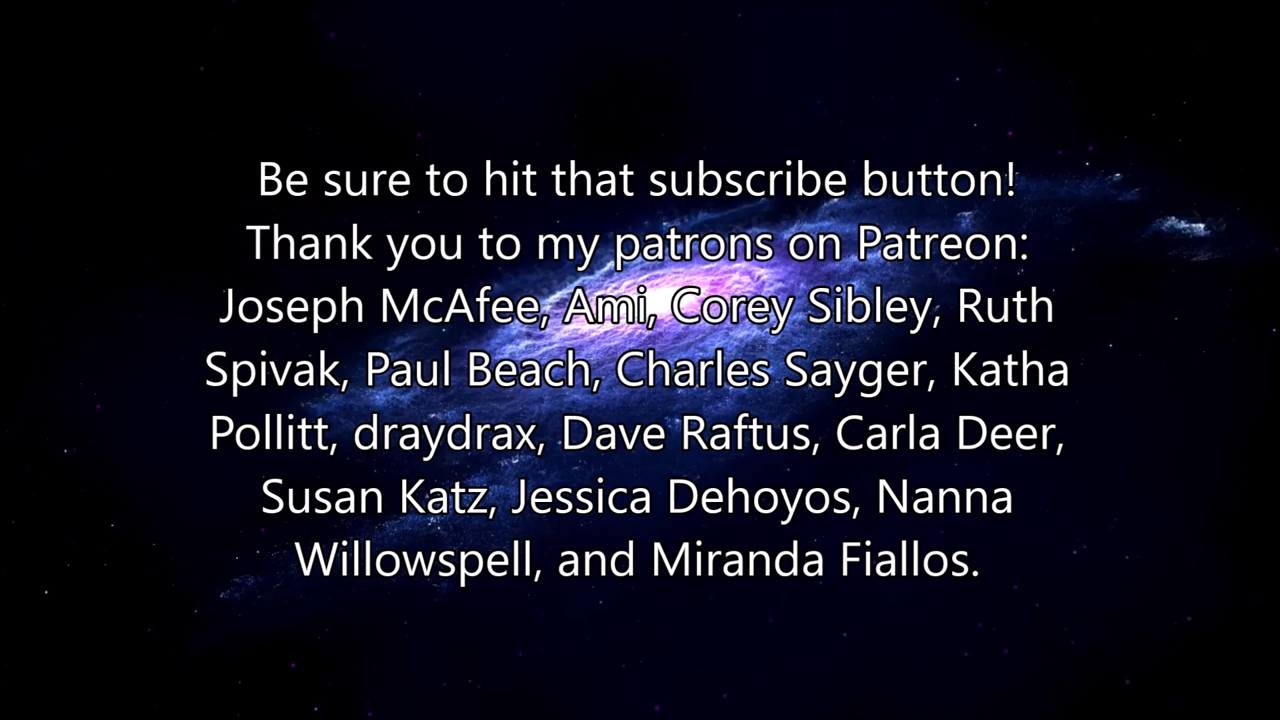 Be sure to hit that subscribe button!
Thank you to my patrons on Patreon:
Joseph McAfee, Ami, Corey Sibley, Ruth
Spivak, Paul Beach, Charles Sayger, Katha
Pollitt, draydrax, Dave Raftus, Carla Deer,
Susan Katz, Jessica Dehoyos, Nanna
Willowspell, and Miranda Fiallos.